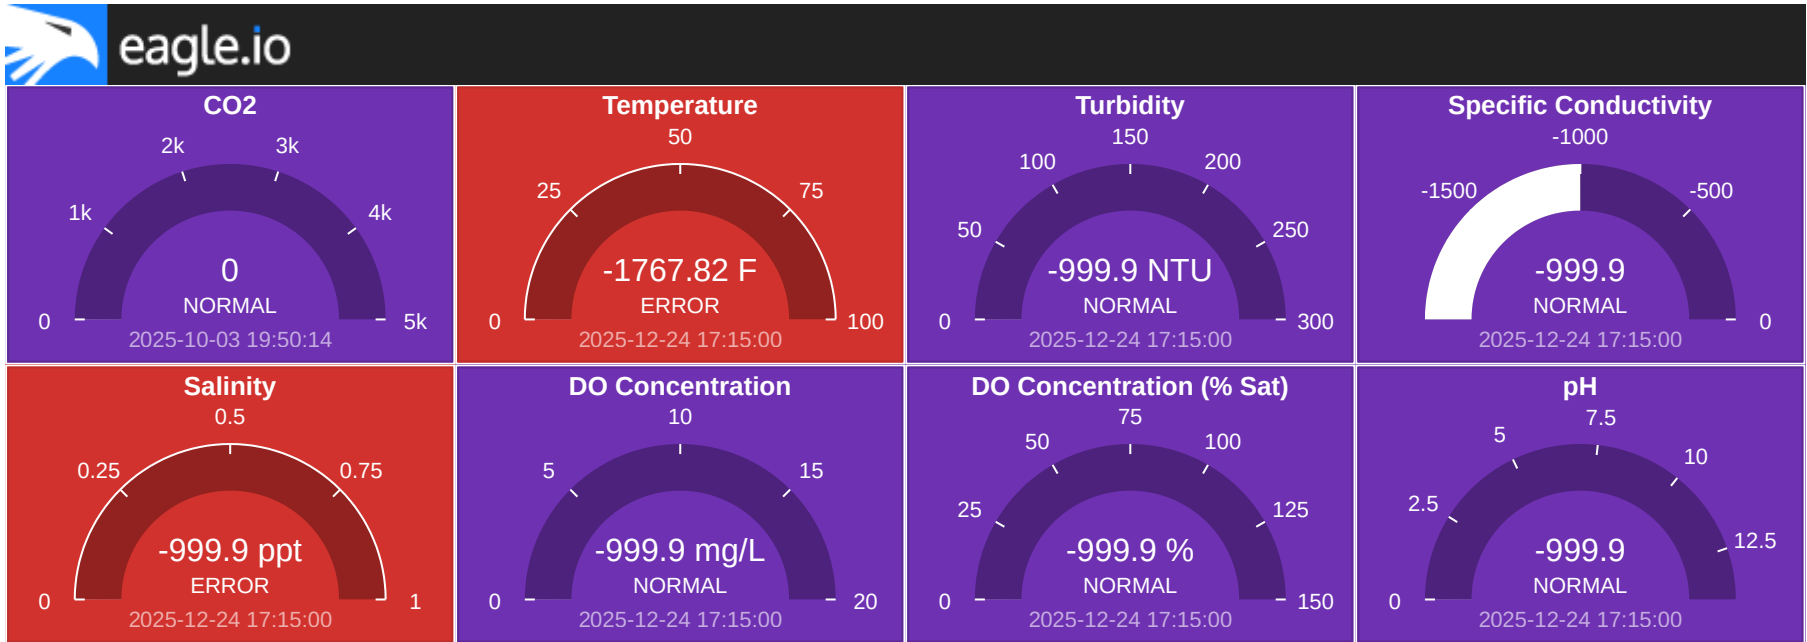 eagle.io
CO2
2k
3k
1k
4k
0
NORMAL
0
5k
2025-10-03 19:50:14
Temperature
50
25
75
-1767.82 F
ERROR
0
100
2025-12-24 17:15:00
Turbidity
150
100
200
50
250
-999.9 NTU
NORMAL
0
300
2025-12-24 17:15:00
Specific Conductivity
-1000
-1500
-500
-999.9
NORMAL
0
2025-12-24 17:15:00
Salinity
0.5
0.25
0.75
-999.9 ppt
ERROR
0
1
2025-12-24 17:15:00
DO Concentration
10
5
15
-999.9 mg/L
NORMAL
0
20
2025-12-24 17:15:00
DO Concentration (% Sat)
75
50
100
25
125
-999.9 %
NORMAL
0
150
2025-12-24 17:15:00
pH
7.5
5
10
2.5
12.5
-999.9
NORMAL
0
2025-12-24 17:15:00